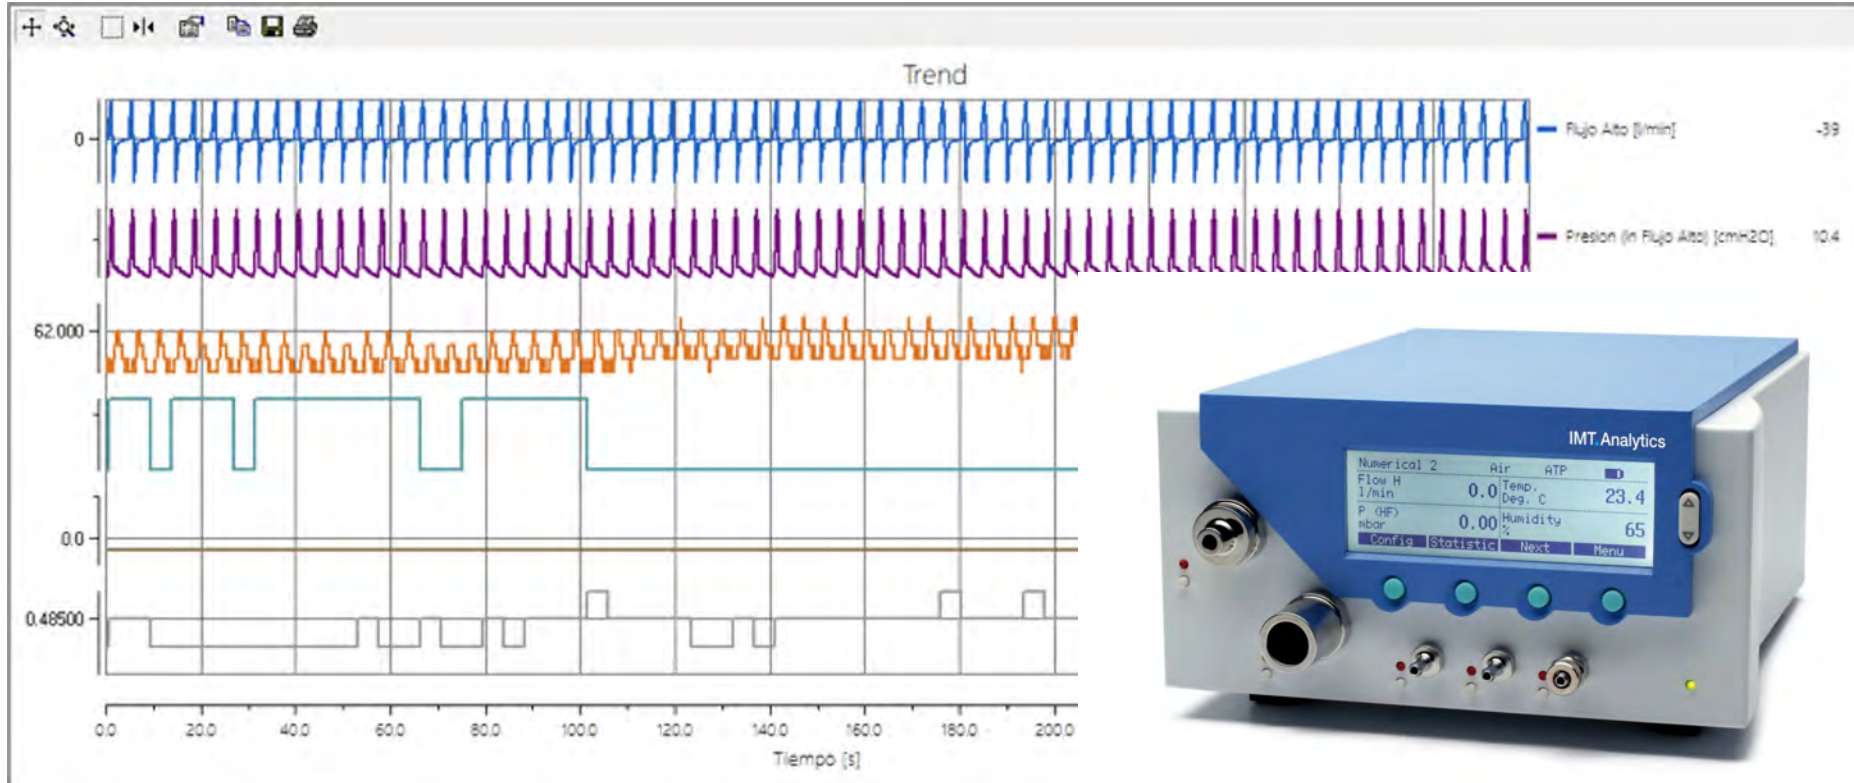 Trend
0
Flujo Alto [l/min]
-39
Presion (in Flujo Alto) [cmH2O]
10.4
62.000
0.0
0.48500
0.0 20.0 40.0 60.0 80.0 100.0 120.0 140.0 160.0 180.0 200.0
Tiempo [s]
IMT.Analytics
Numerical 2 Air ATP
Flow H
l/min
0.0
Temp.
Deg. C
23.4
P (HF)
mbar
0.00
Humidity
%
65
Config Statistic Next Menu